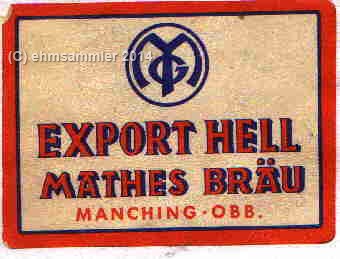 (C) ehmsammler 2014
EXPORT HELL
MATHES BRÄU
MANCHING-OBB.